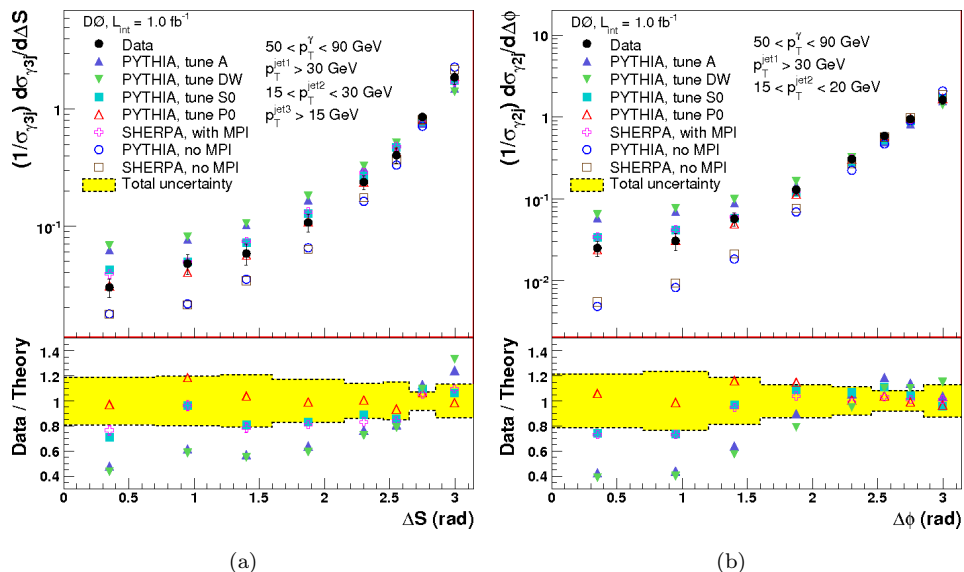 DØ, L_int = 1.0 fb⁻¹
Data
PYTHIA, tune A
PYTHIA, tune DW
PYTHIA, tune S0
PYTHIA, tune P0
SHERPA, with MPI
PYTHIA, no MPI
SHERPA, no MPI
Total uncertainty
50 < p_T^γ < 90 GeV
p_T^jet1 > 30 GeV
15 < p_T^jet2 < 30 GeV
p_T^jet3 > 15 GeV
(1/σ_γ3j) dσ_γ3j/dΔS
1
10⁻¹
Data / Theory
1.4
1.2
1
0.8
0.6
0.4
0 0.5 1 1.5 2 2.5 3
ΔS (rad)
(a)
DØ, L_int = 1.0 fb⁻¹
Data
PYTHIA, tune A
PYTHIA, tune DW
PYTHIA, tune S0
PYTHIA, tune P0
SHERPA, with MPI
PYTHIA, no MPI
SHERPA, no MPI
Total uncertainty
50 < p_T^γ < 90 GeV
p_T^jet1 > 30 GeV
15 < p_T^jet2 < 20 GeV
(1/σ_γ2j) dσ_γ2j/dΔϕ
1
10⁻¹
10⁻²
10⁻³
Data / Theory
1.4
1.2
1
0.8
0.6
0.4
0 0.5 1 1.5 2 2.5 3
Δϕ (rad)
(b)